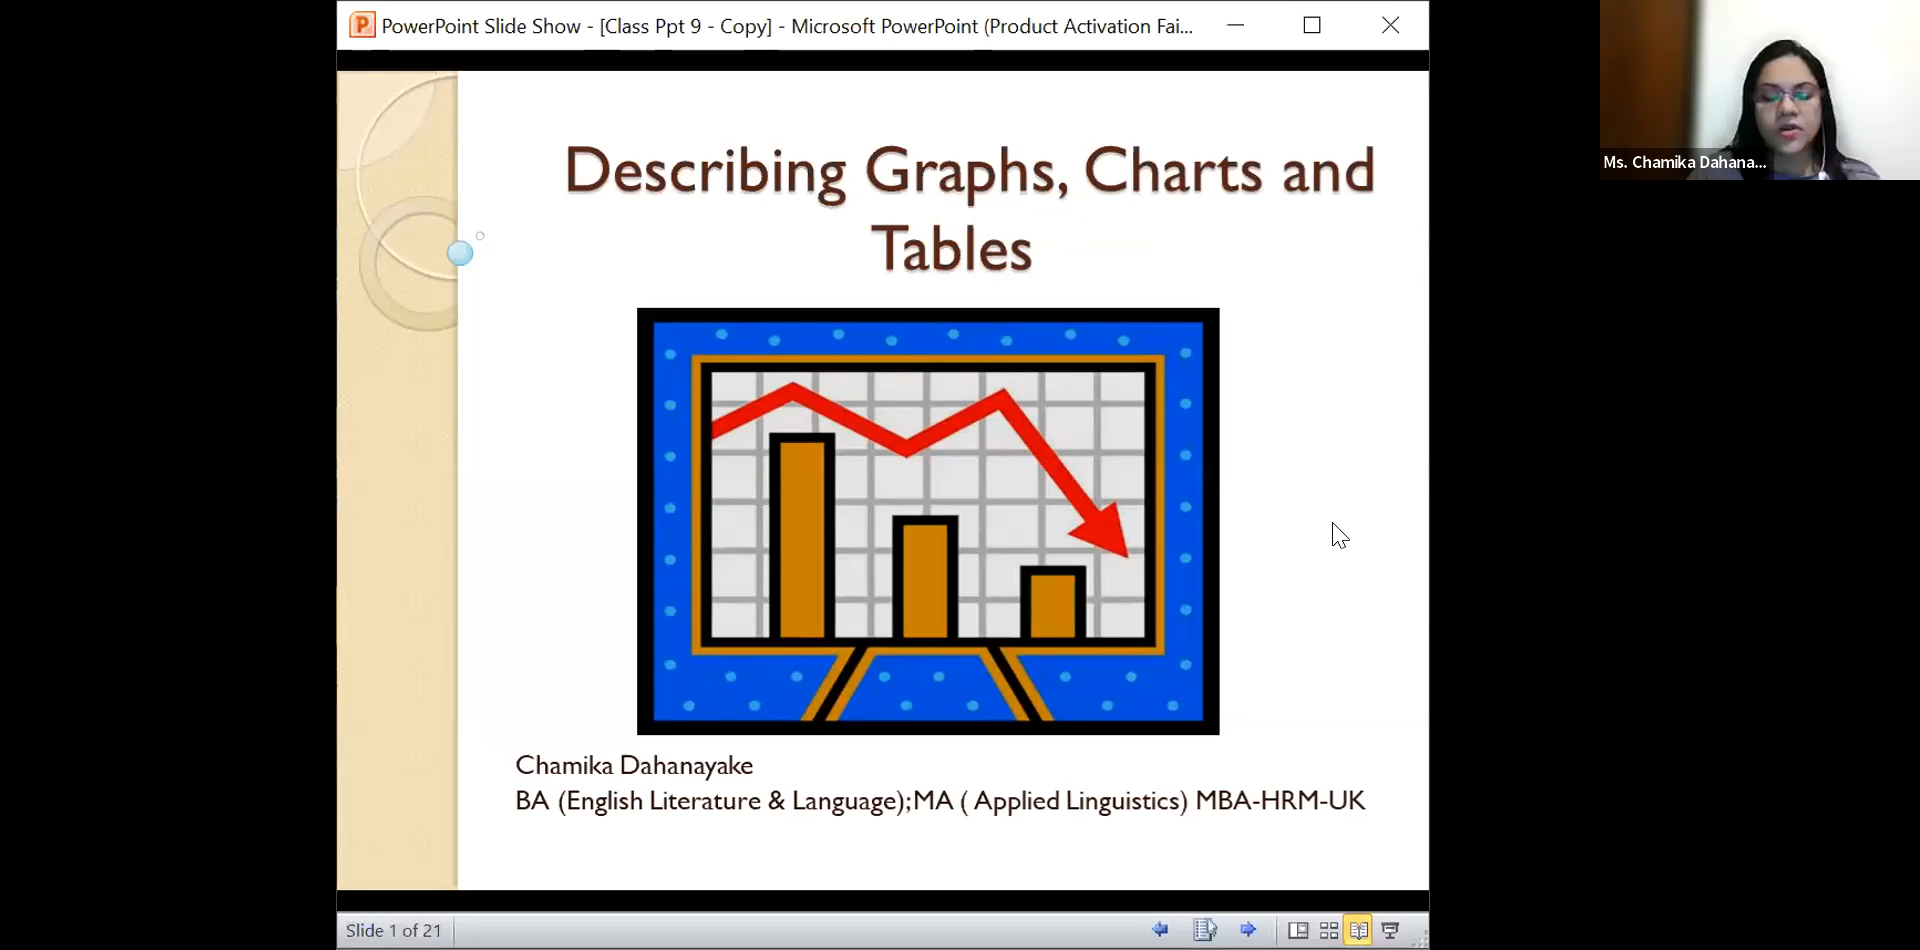 PowerPoint Slide Show - [Class Ppt 9 - Copy] - Microsoft PowerPoint (Product Activation Fai...
Ms. Chamika Dahana...
Describing Graphs, Charts and
Tables
Chamika Dahanayake
BA (English Literature & Language);MA ( Applied Linguistics) MBA-HRM-UK
Slide 1 of 21